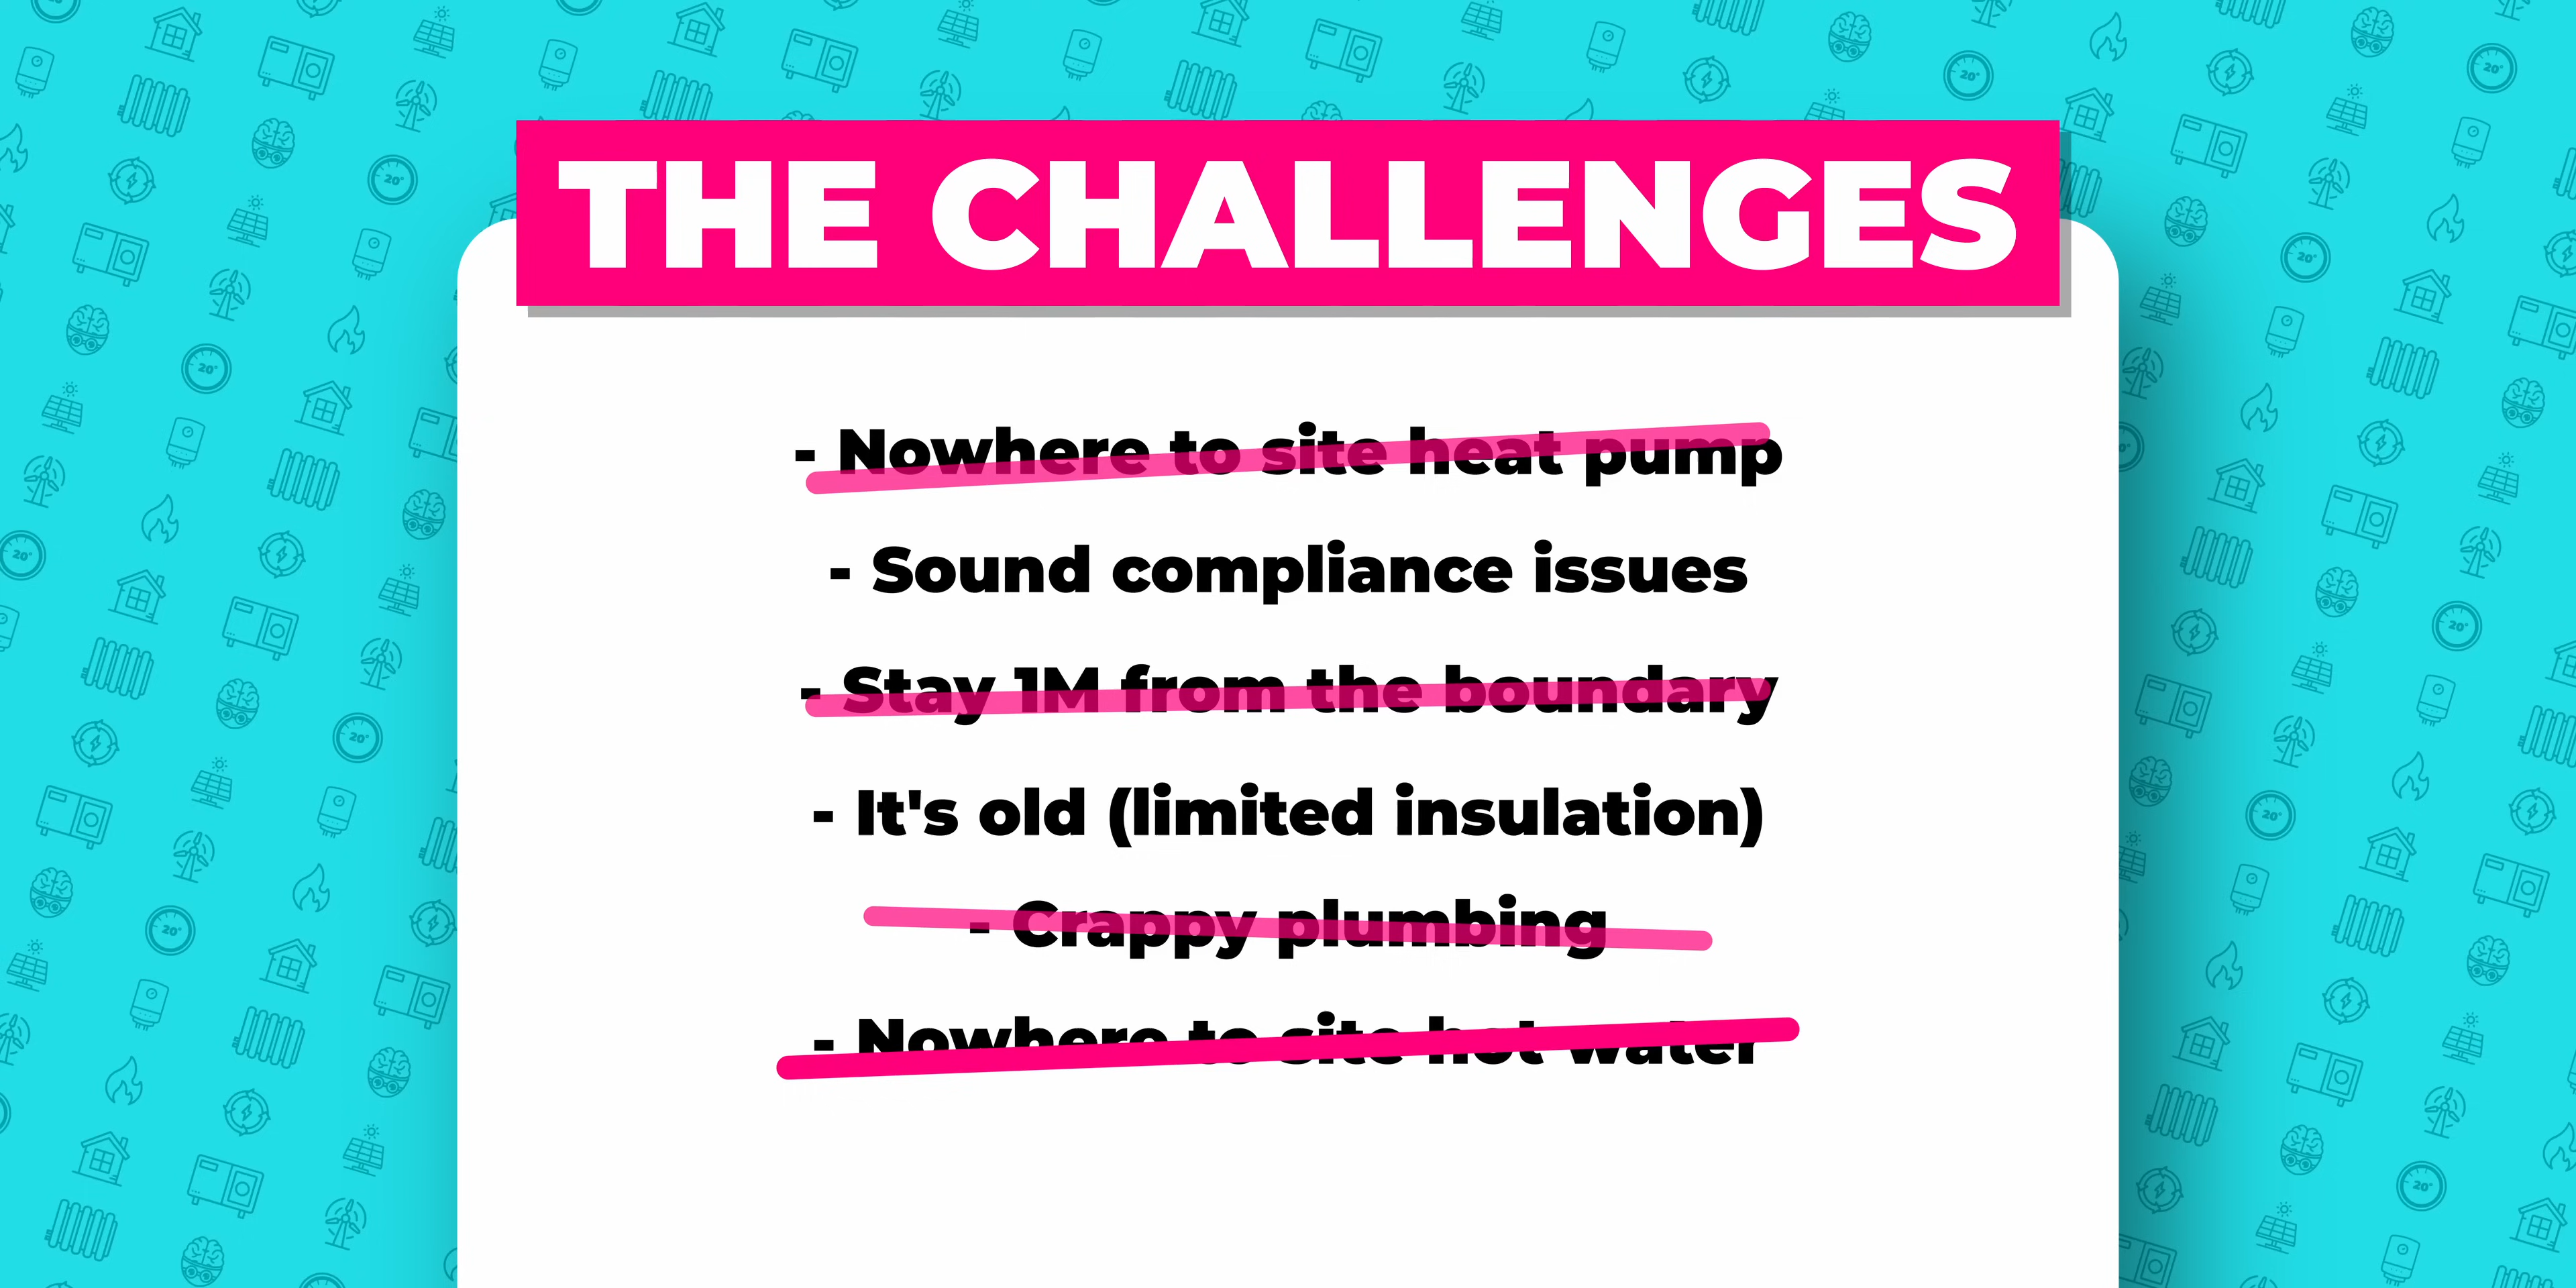 THE CHALLENGES
- Nowhere to site heat pump
- Sound compliance issues
- Stay 1M from the boundary
- It's old (limited insulation)
- Crappy plumbing
- Nowhere to site hot water